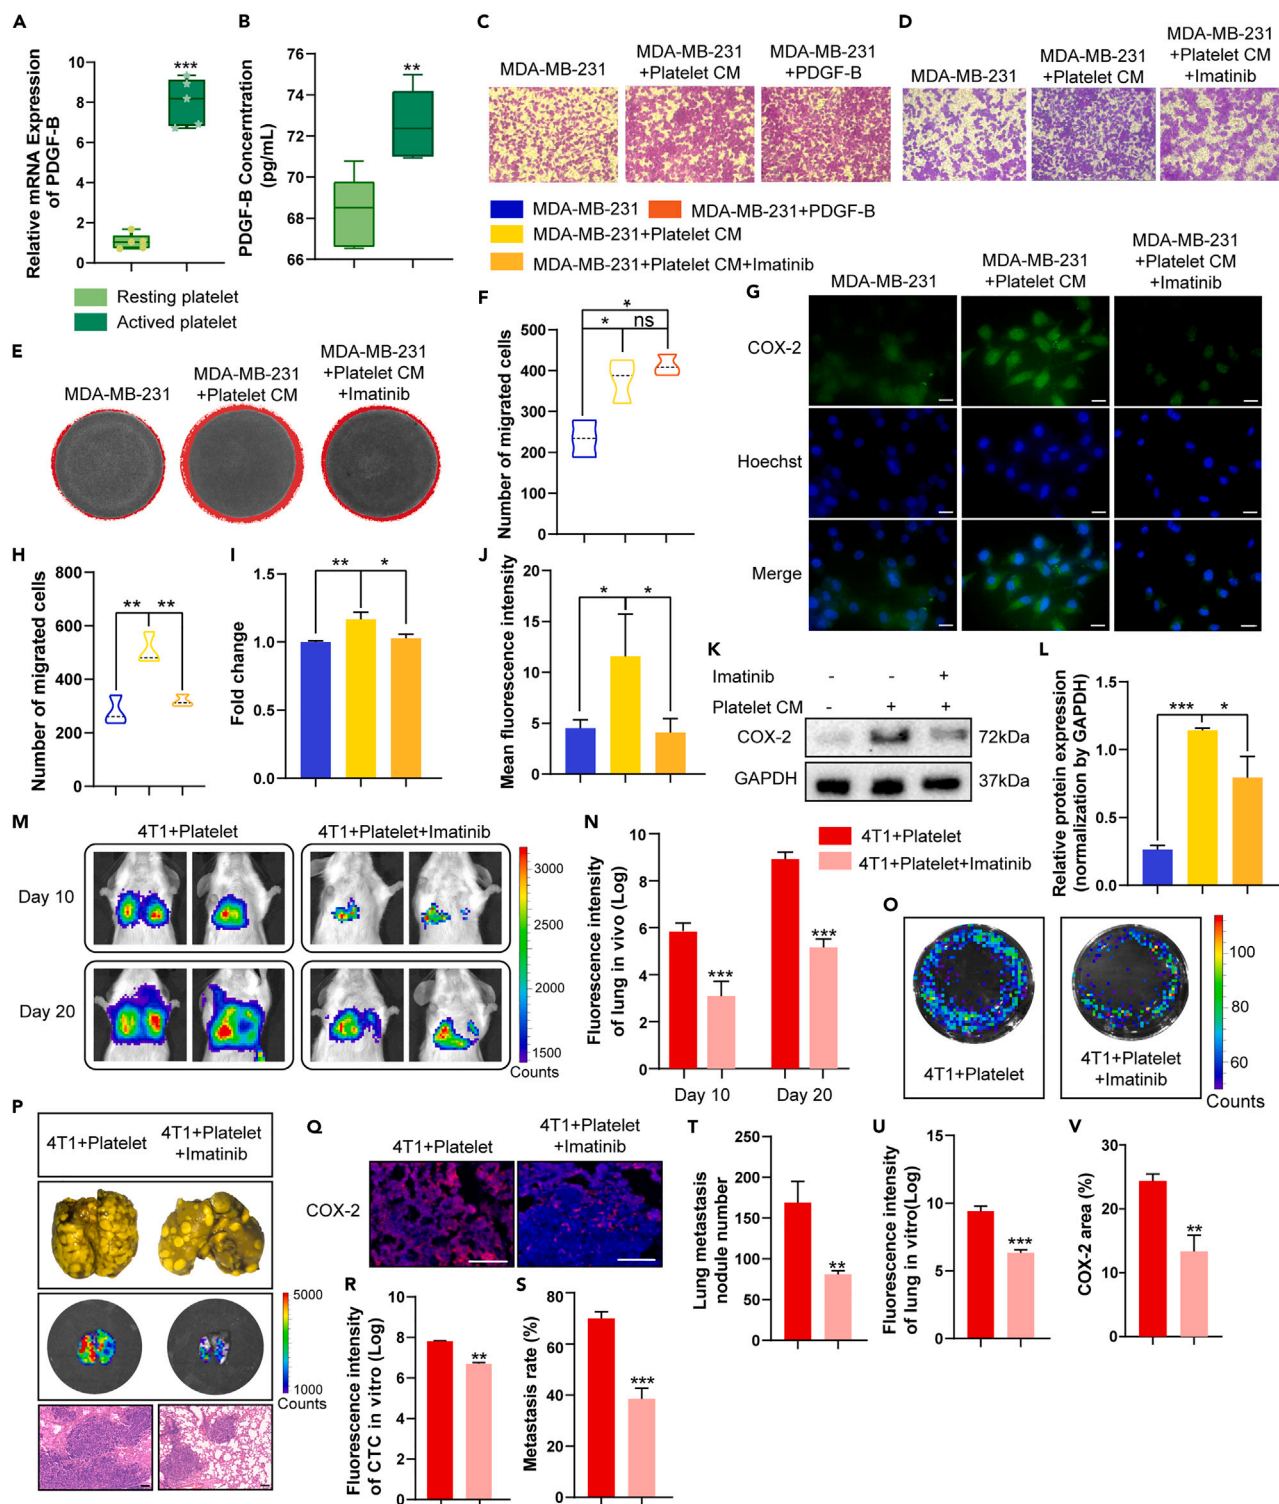 A
Relative mRNA Expression
of PDGF-B
10
8
6
4
2
0
***
Resting platelet
Actived platelet
B
PDGF-B Concerntration
(pg/mL)
76
74
72
70
68
66
**
C
MDA-MB-231
MDA-MB-231
+Platelet CM
MDA-MB-231
+PDGF-B
D
MDA-MB-231
MDA-MB-231
+Platelet CM
MDA-MB-231
+Platelet CM
+Imatinib
MDA-MB-231
MDA-MB-231+PDGF-B
MDA-MB-231+Platelet CM
MDA-MB-231+Platelet CM+Imatinib
E
MDA-MB-231
MDA-MB-231
+Platelet CM
MDA-MB-231
+Platelet CM
+Imatinib
F
Number of migrated cells
500
400
300
200
100
0
*
*
ns
G
MDA-MB-231
MDA-MB-231
+Platelet CM
MDA-MB-231
+Platelet CM
+Imatinib
COX-2
Hoechst
Merge
H
Number of migrated cells
800
600
400
200
0
**
**
I
Fold change
1.5
1.0
0.5
0.0
**
*
J
Mean fluorescence intensity
20
15
10
5
0
*
*
K
Imatinib - - +
Platelet CM - + +
COX-2 72kDa
GAPDH 37kDa
L
Relative protein expression
(normalization by GAPDH)
1.5
1.0
0.5
0.0
***
*
M
4T1+Platelet
4T1+Platelet+Imatinib
Day 10
Day 20
3000
2500
2000
1500
Counts
N
Fluorescence intensity
of lung in vivo (Log)
10
8
6
4
2
0
***
***
Day 10
Day 20
4T1+Platelet
4T1+Platelet+Imatinib
O
4T1+Platelet
4T1+Platelet
+Imatinib
100
80
60
Counts
P
4T1+Platelet
4T1+Platelet
+Imatinib
5000
1000
Counts
Q
4T1+Platelet
4T1+Platelet
+Imatinib
COX-2
R
Fluorescence intensity
of CTC in vitro (Log)
10
8
6
4
2
0
**
S
Metastasis rate (%)
80
60
40
20
0
***
T
Lung metastasis
nodule number
250
200
150
100
50
0
**
U
Fluorescence intensity
of lung in vitro(Log)
15
10
5
0
***
V
COX-2 area (%)
30
20
10
0
**